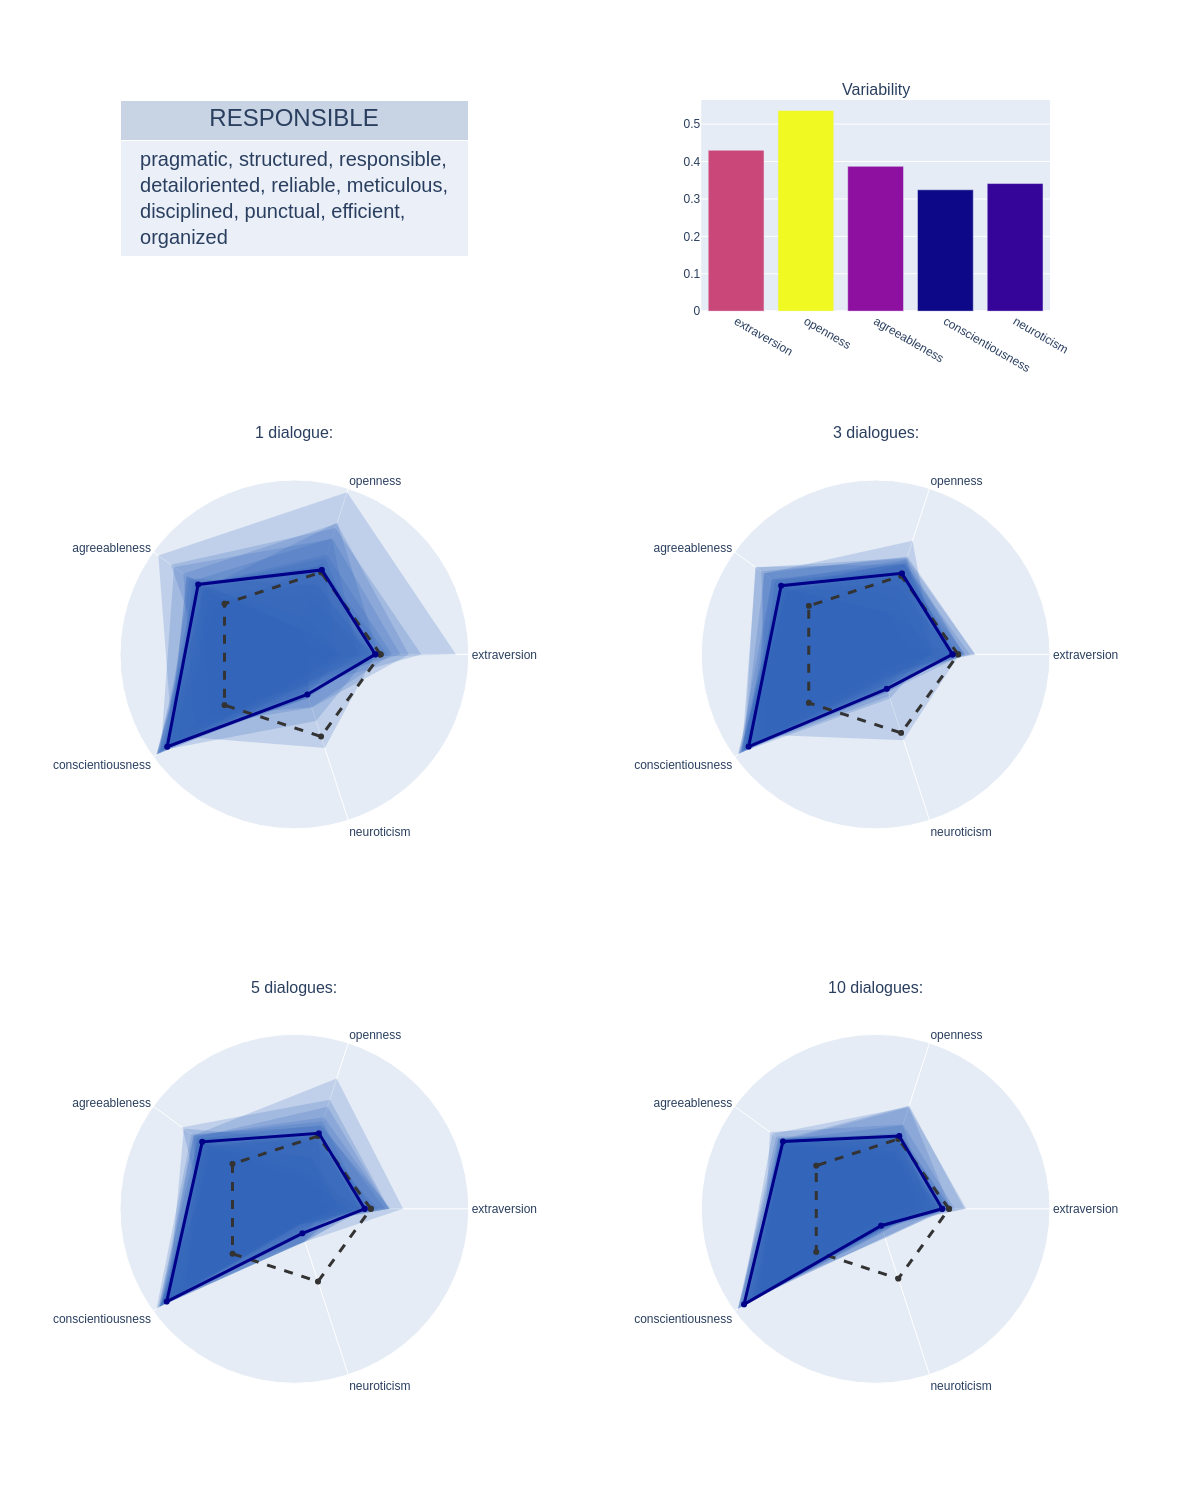 RESPONSIBLE
pragmatic, structured, responsible,
detailoriented, reliable, meticulous,
disciplined, punctual, efficient,
organized
Variability
0.5
0.4
0.3
0.2
0.1
0
extraversion
openness
agreeableness
conscientiousness
neuroticism
1 dialogue:
openness
agreeableness
extraversion
conscientiousness
neuroticism
3 dialogues:
openness
agreeableness
extraversion
conscientiousness
neuroticism
5 dialogues:
openness
agreeableness
extraversion
conscientiousness
neuroticism
10 dialogues:
openness
agreeableness
extraversion
conscientiousness
neuroticism